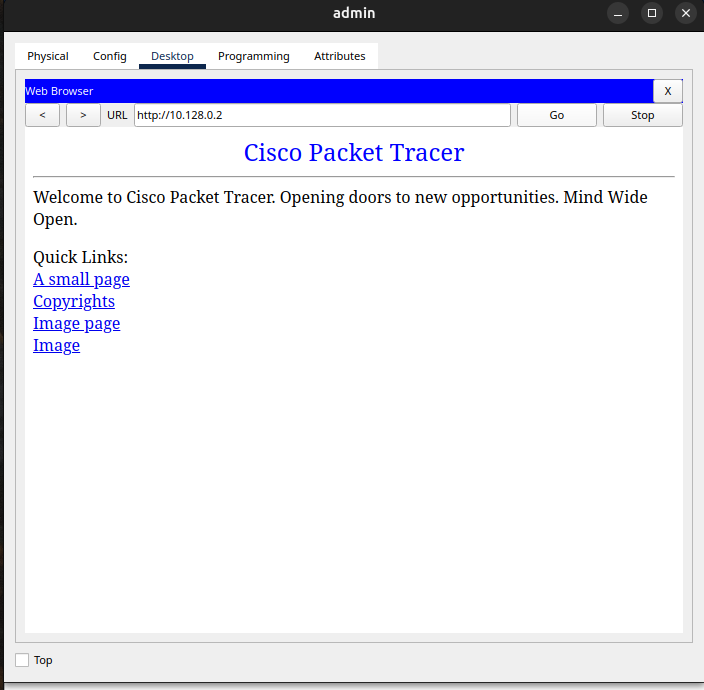 admin
Physical Config Desktop Programming Attributes
Web Browser X
< > URL http://10.128.0.2 Go Stop
Cisco Packet Tracer
Welcome to Cisco Packet Tracer. Opening doors to new opportunities. Mind Wide
Open.
Quick Links:
A small page
Copyrights
Image page
Image
Top